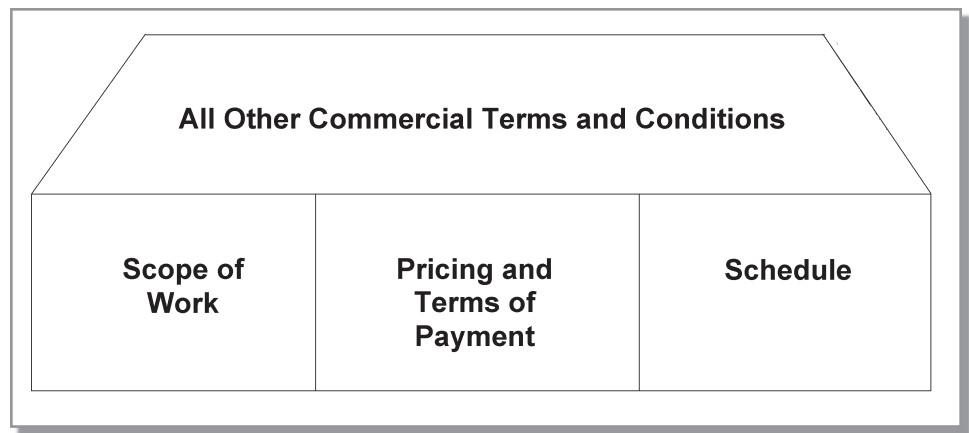 All Other Commercial Terms and Conditions
Scope of
Work
Pricing and
Terms of
Payment
Schedule